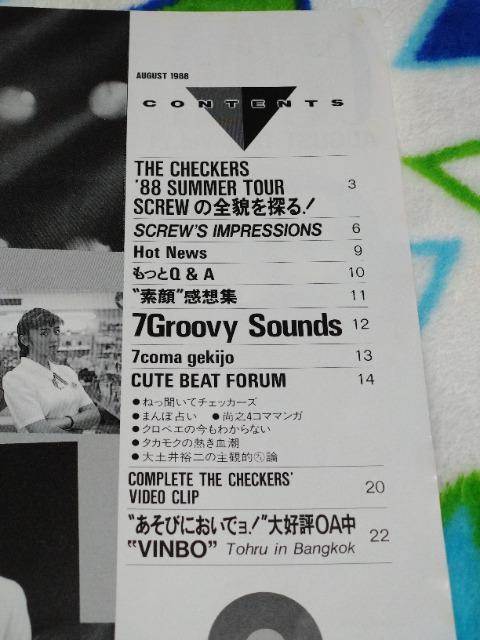 AUGUST 1988
CONTENTS
THE CHECKERS
'88 SUMMER TOUR 3
SCREWの全貌を探る!
SCREW'S IMPRESSIONS 6
Hot News 9
もっとQ & A 10
“素顔”感想集 11
7Groovy Sounds 12
7coma gekijo 13
CUTE BEAT FORUM 14
●ねっ聞いてチェッカーズ
●まんぼ占い ●尚之4コママンガ
●クロベエの今もわからない
●タカモクの熱き血潮
●大土井裕二の主観的論
COMPLETE THE CHECKERS'
VIDEO CLIP 20
“あそびにおいでョ!”大好評OA中
“VINBO” Tohru in Bangkok 22